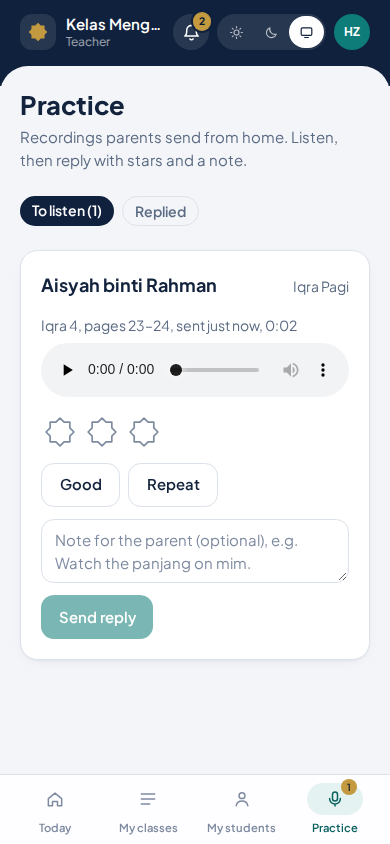 Kelas Meng...
Teacher
2
HZ
Practice
Recordings parents send from home. Listen,
then reply with stars and a note.
To listen (1)
Replied
Aisyah binti Rahman
Iqra Pagi
Iqra 4, pages 23–24, sent just now, 0:02
0:00 / 0:00
Good
Repeat
Note for the parent (optional), e.g.
Watch the panjang on mim.
Send reply
1
Today
My classes
My students
Practice